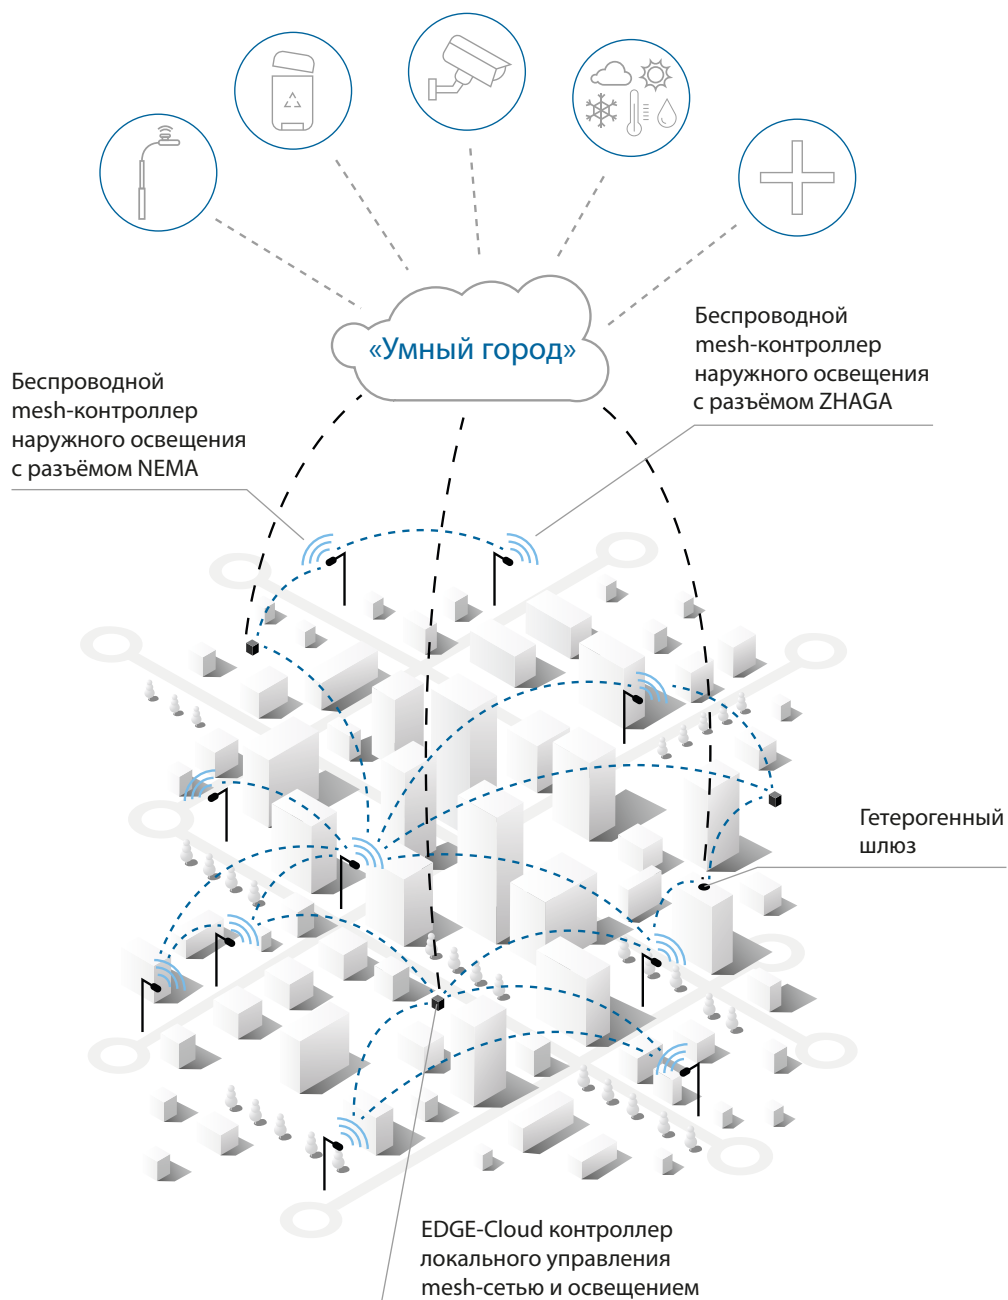 «Умный город»
Беспроводной
mesh-контроллер
наружного освещения
с разъёмом ZHAGA
Беспроводной
mesh-контроллер
наружного освещения
с разъёмом NEMA
Гетерогенный
шлюз
EDGE-Cloud контроллер
локального управления
mesh-сетью и освещением